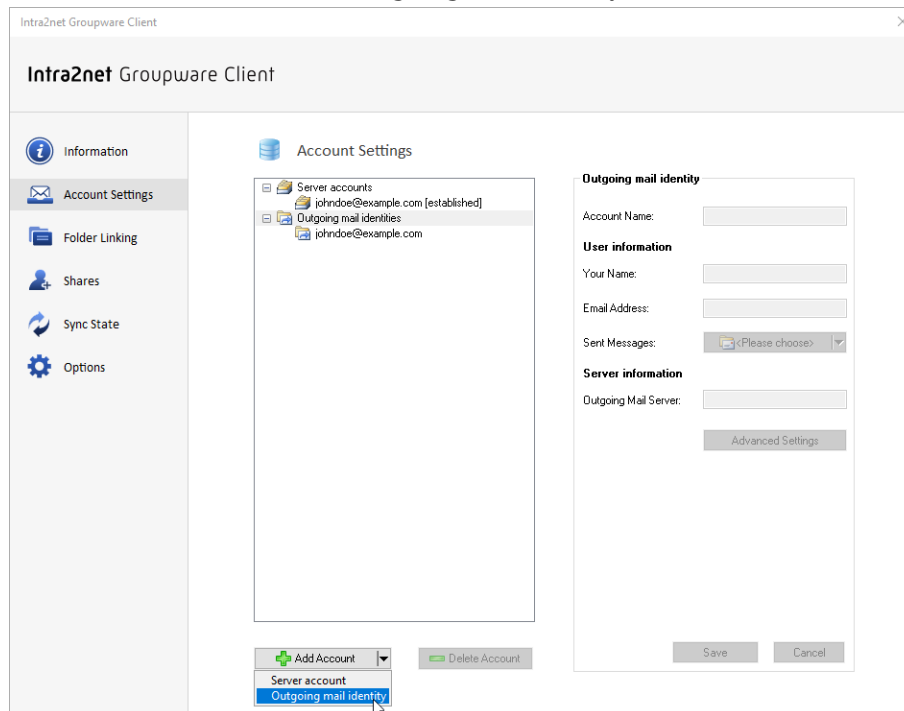 Intra2net Groupware Client
Intra2net Groupware Client
Information
Account Settings
Folder Linking
Shares
Sync State
Options
Account Settings
Server accounts
johndoe@example.com [established]
Outgoing mail identities
johndoe@example.com
Outgoing mail identity
Account Name:
User information
Your Name:
Email Address:
Sent Messages: <Please choose>
Server information
Outgoing Mail Server:
Advanced Settings
Save Cancel
Add Account Delete Account
Server account
Outgoing mail identity